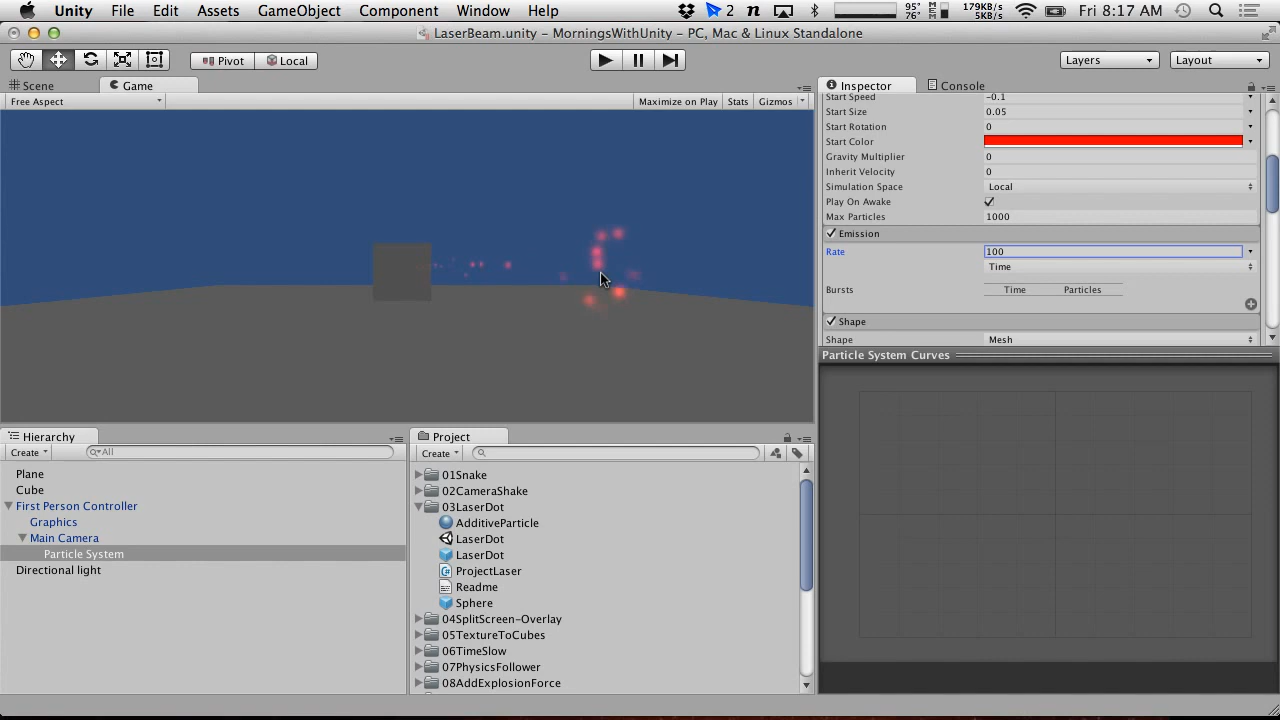 Unity File Edit Assets GameObject Component Window Help 2 n 95° 76° MEM 179KB/S 5KB/S Fri 8:17 AM
LaserBeam.unity - MorningsWithUnity - PC, Mac & Linux Standalone
Pivot Local Layers Layout
Scene Game Inspector Console
Free Aspect Maximize on Play Stats Gizmos
Start Speed -0.1
Start Size 0.05
Start Rotation 0
Start Color
Gravity Multiplier 0
Inherit Velocity 0
Simulation Space Local
Play On Awake
Max Particles 1000
Emission
Rate 100
Time
Bursts Time Particles
Shape
Shape Mesh
Particle System Curves
Hierarchy
Create All
Plane
Cube
First Person Controller
Graphics
Main Camera
Particle System
Directional light
Project
Create
01Snake
02CameraShake
03LaserDot
AdditiveParticle
LaserDot
LaserDot
ProjectLaser
Readme
Sphere
04SplitScreen-Overlay
05TextureToCubes
06TimeSlow
07PhysicsFollower
08AddExplosionForce